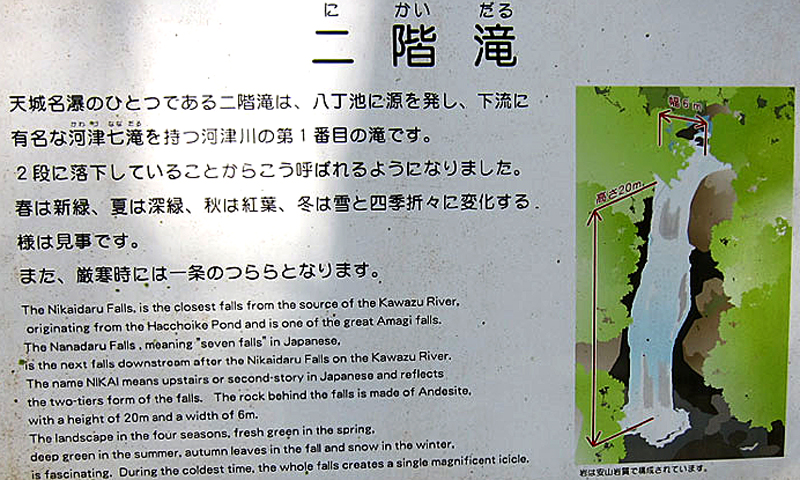 に かい だる
二階滝
天城名瀑のひとつである二階滝は、八丁池に源を発し、下流に
かわ づ なな だる
有名な河津七滝を持つ河津川の第1番目の滝です。
2段に落下していることからこう呼ばれるようになりました。
春は新緑、夏は深緑、秋は紅葉、冬は雪と四季折々に変化する
様は見事です。
また、厳寒時には一条のつららとなります。
The Nikaidaru Falls, is the closest falls from the source of the Kawazu River,
originating from the Hacchoike Pond and is one of the great Amagi falls.
The Nanadaru Falls , meaning "seven falls" in Japanese,
is the next falls downstream after the Nikaidaru Falls on the Kawazu River.
The name NIKAI means upstairs or second-story in Japanese and reflects
the two-tiers form of the falls. The rock behind the falls is made of Andesite,
with a height of 20m and a width of 6m.
The landscape in the four seasons, fresh green in the spring,
deep green in the summer, autumn leaves in the fall and snow in the winter,
is fascinating. During the coldest time, the whole falls creates a single magnificent icicle.
幅6m
高さ20m
岩は安山岩質で構成されています。